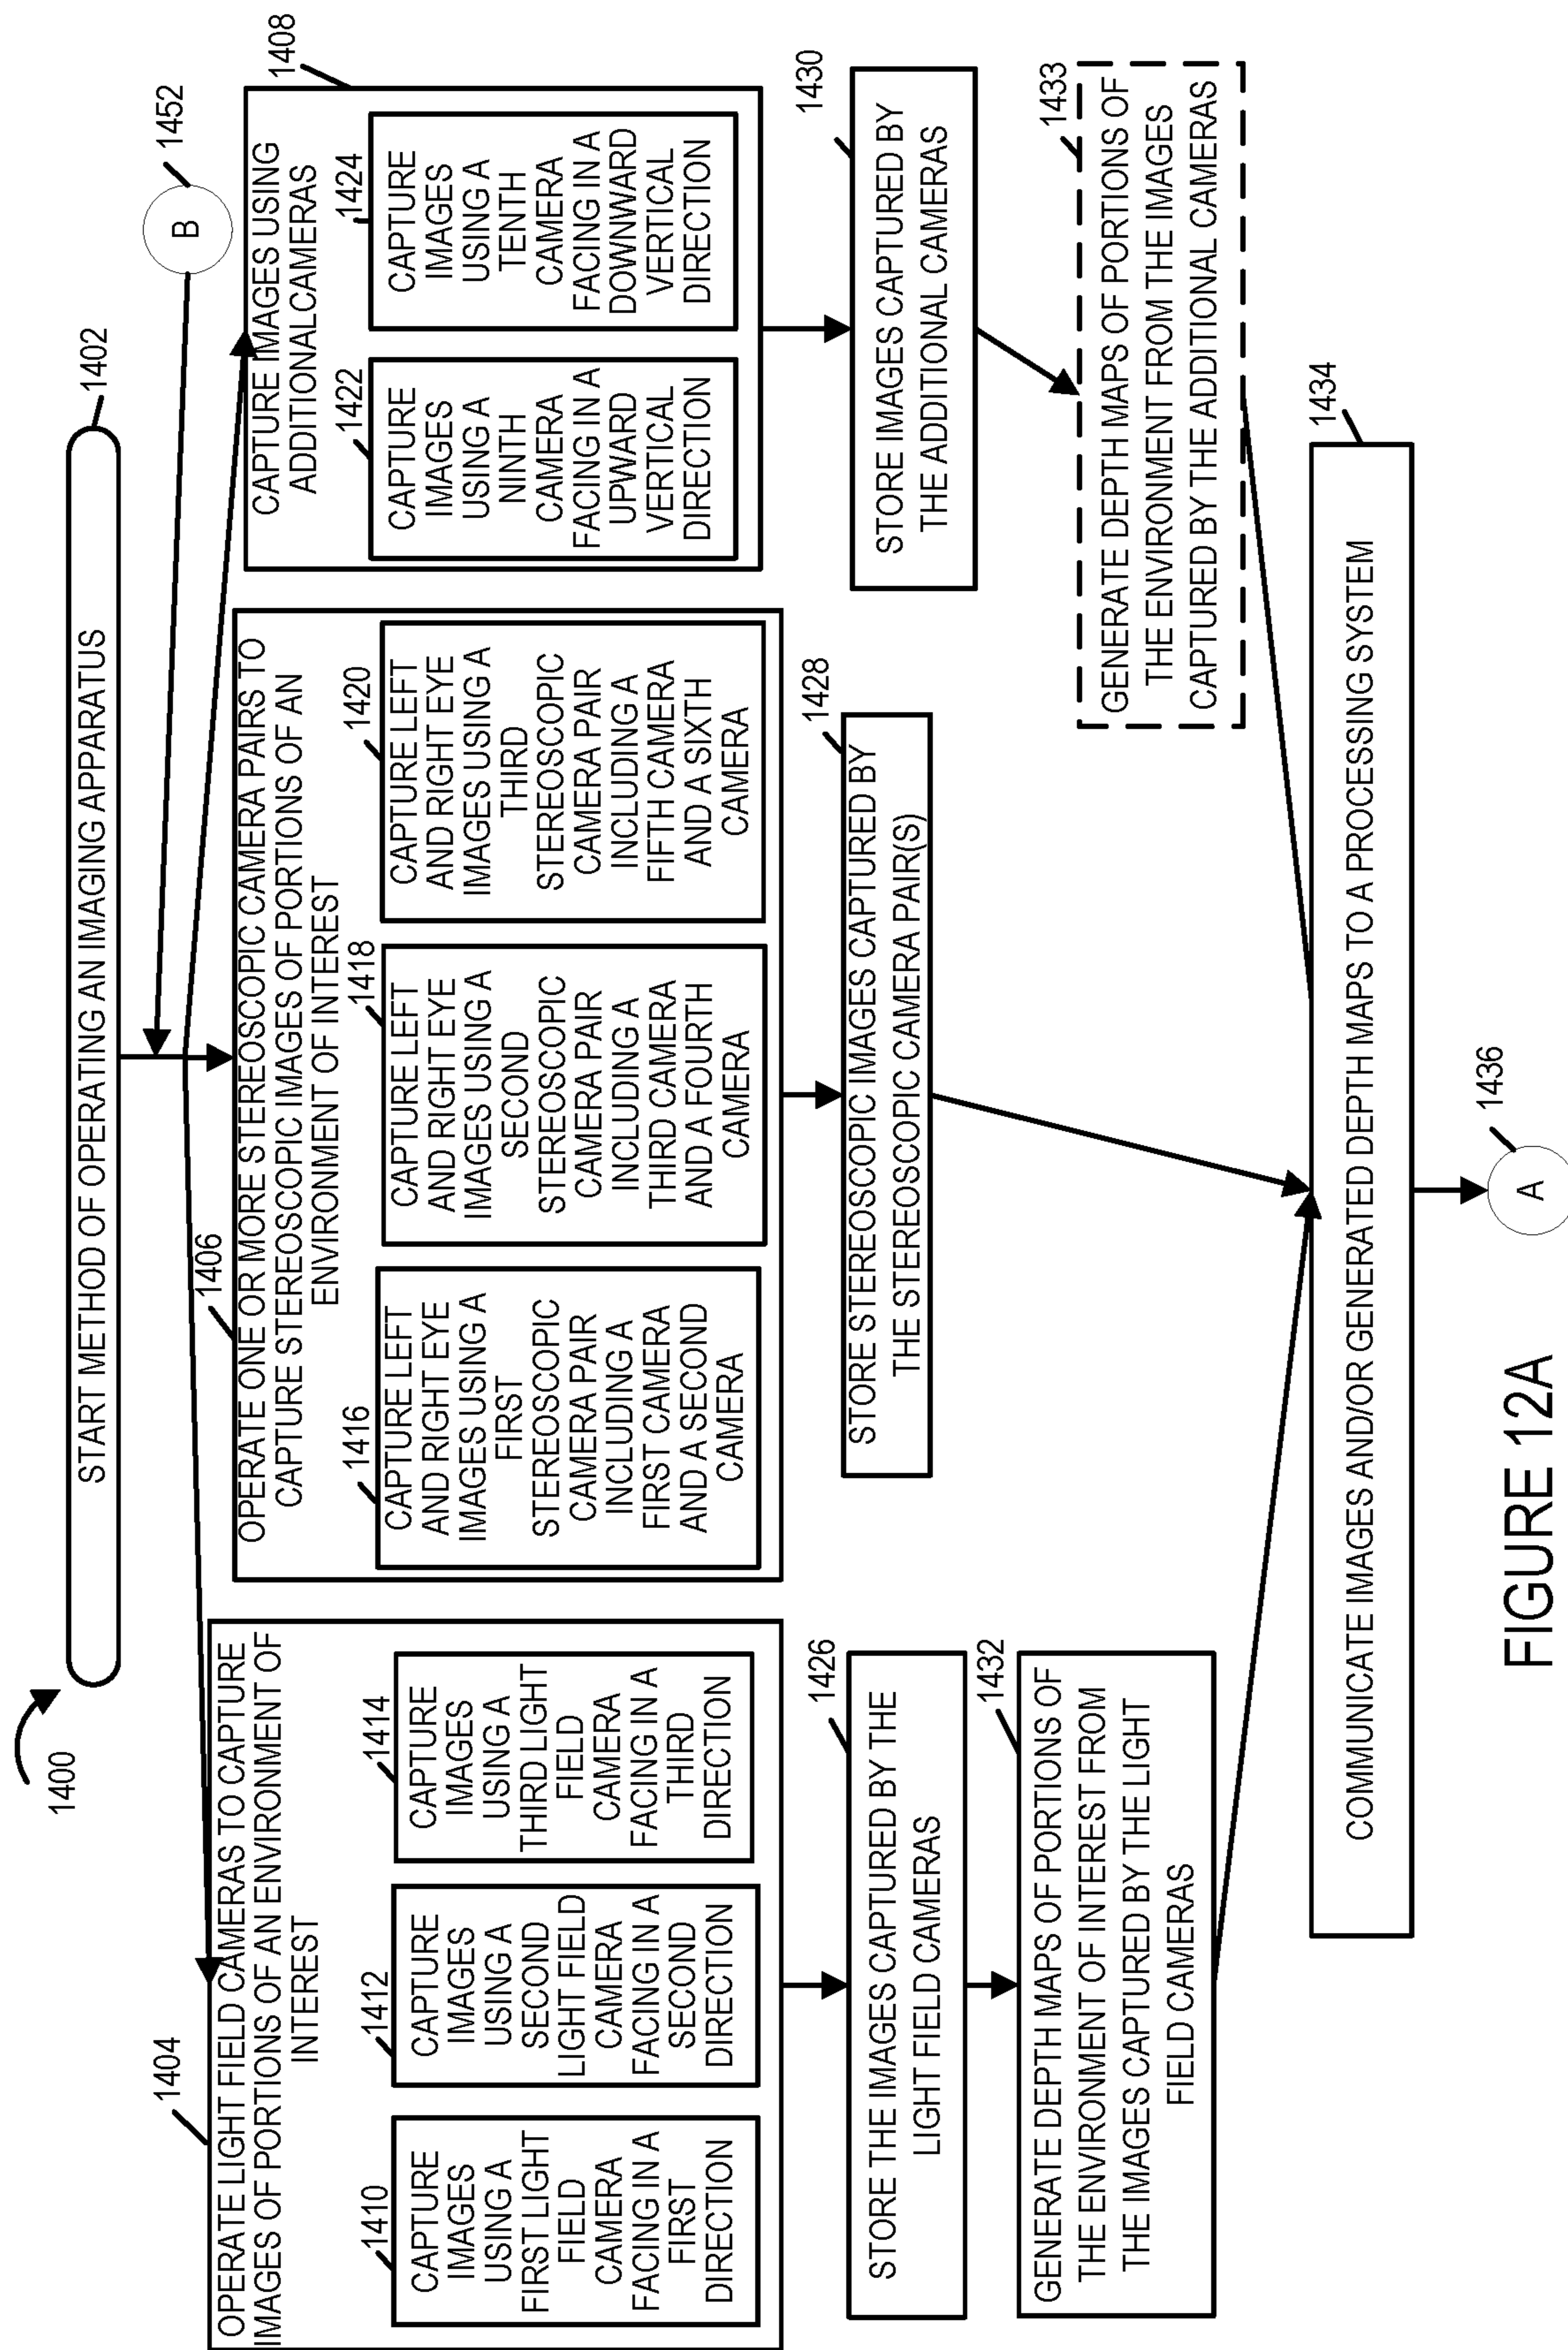 1400
START METHOD OF OPERATING AN IMAGING APPARATUS
1402
B
1452
1404
OPERATE LIGHT FIELD CAMERAS TO CAPTURE
IMAGES OF PORTIONS OF AN ENVIRONMENT OF
INTEREST
1410
CAPTURE
IMAGES
USING A
FIRST LIGHT
FIELD
CAMERA
FACING IN A
FIRST
DIRECTION
1412
CAPTURE
IMAGES
USING A
SECOND
LIGHT FIELD
CAMERA
FACING IN A
SECOND
DIRECTION
1414
CAPTURE
IMAGES
USING A
THIRD LIGHT
FIELD
CAMERA
FACING IN A
THIRD
DIRECTION
1406
OPERATE ONE OR MORE STEREOSCOPIC CAMERA PAIRS TO
CAPTURE STEREOSCOPIC IMAGES OF PORTIONS OF AN
ENVIRONMENT OF INTEREST
1416
CAPTURE LEFT
AND RIGHT EYE
IMAGES USING A
FIRST
STEREOSCOPIC
CAMERA PAIR
INCLUDING A
FIRST CAMERA
AND A SECOND
CAMERA
1418
CAPTURE LEFT
AND RIGHT EYE
IMAGES USING A
SECOND
STEREOSCOPIC
CAMERA PAIR
INCLUDING A
THIRD CAMERA
AND A FOURTH
CAMERA
1420
CAPTURE LEFT
AND RIGHT EYE
IMAGES USING A
THIRD
STEREOSCOPIC
CAMERA PAIR
INCLUDING A
FIFTH CAMERA
AND A SIXTH
CAMERA
1408
CAPTURE IMAGES USING
ADDITIONALCAMERAS
1422
CAPTURE
IMAGES
USING A
NINTH
CAMERA
FACING IN A
UPWARD
VERTICAL
DIRECTION
1424
CAPTURE
IMAGES
USING A
TENTH
CAMERA
FACING IN A
DOWNWARD
VERTICAL
DIRECTION
1426
STORE THE IMAGES CAPTURED BY THE
LIGHT FIELD CAMERAS
1428
STORE STEREOSCOPIC IMAGES CAPTURED BY
THE STEREOSCOPIC CAMERA PAIR(S)
1430
STORE IMAGES CAPTURED BY
THE ADDITIONAL CAMERAS
1432
GENERATE DEPTH MAPS OF PORTIONS OF
THE ENVIRONMENT OF INTEREST FROM
THE IMAGES CAPTURED BY THE LIGHT
FIELD CAMERAS
1433
GENERATE DEPTH MAPS OF PORTIONS OF
THE ENVIRONMENT FROM THE IMAGES
CAPTURED BY THE ADDITIONAL CAMERAS
1434
COMMUNICATE IMAGES AND/OR GENERATED DEPTH MAPS TO A PROCESSING SYSTEM
A
1436
FIGURE 12A